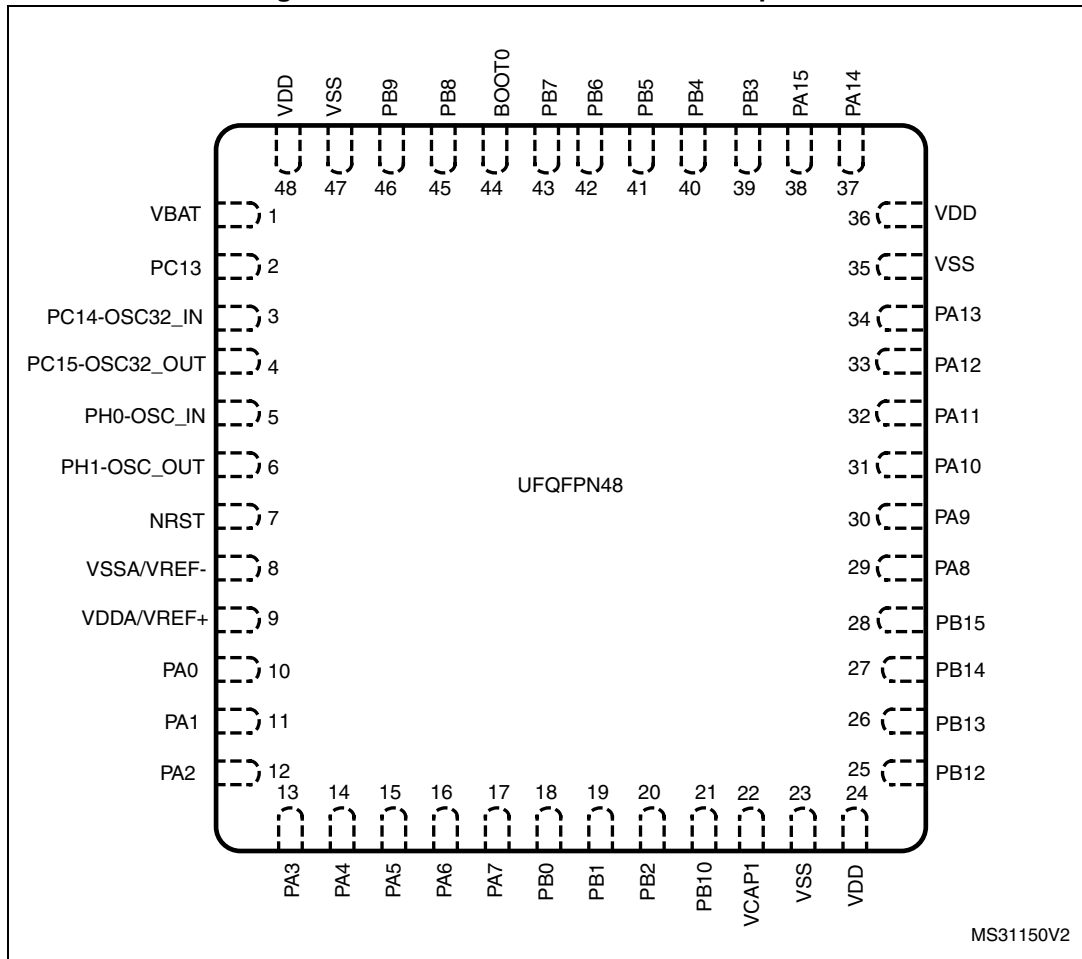 VDD VSS PB9 PB8 BOOT0 PB7 PB6 PB5 PB4 PB3 PA15 PA14
48 47 46 45 44 43 42 41 40 39 38 37
VBAT 1 36 VDD
PC13 2 35 VSS
PC14-OSC32_IN 3 34 PA13
PC15-OSC32_OUT 4 33 PA12
PH0-OSC_IN 5 32 PA11
PH1-OSC_OUT 6 31 PA10
UFQFPN48
NRST 7 30 PA9
VSSA/VREF- 8 29 PA8
VDDA/VREF+ 9 28 PB15
PA0 10 27 PB14
PA1 11 26 PB13
PA2 12 25 PB12
13 14 15 16 17 18 19 20 21 22 23 24
PA3 PA4 PA5 PA6 PA7 PB0 PB1 PB2 PB10 VCAP1 VSS VDD
MS31150V2